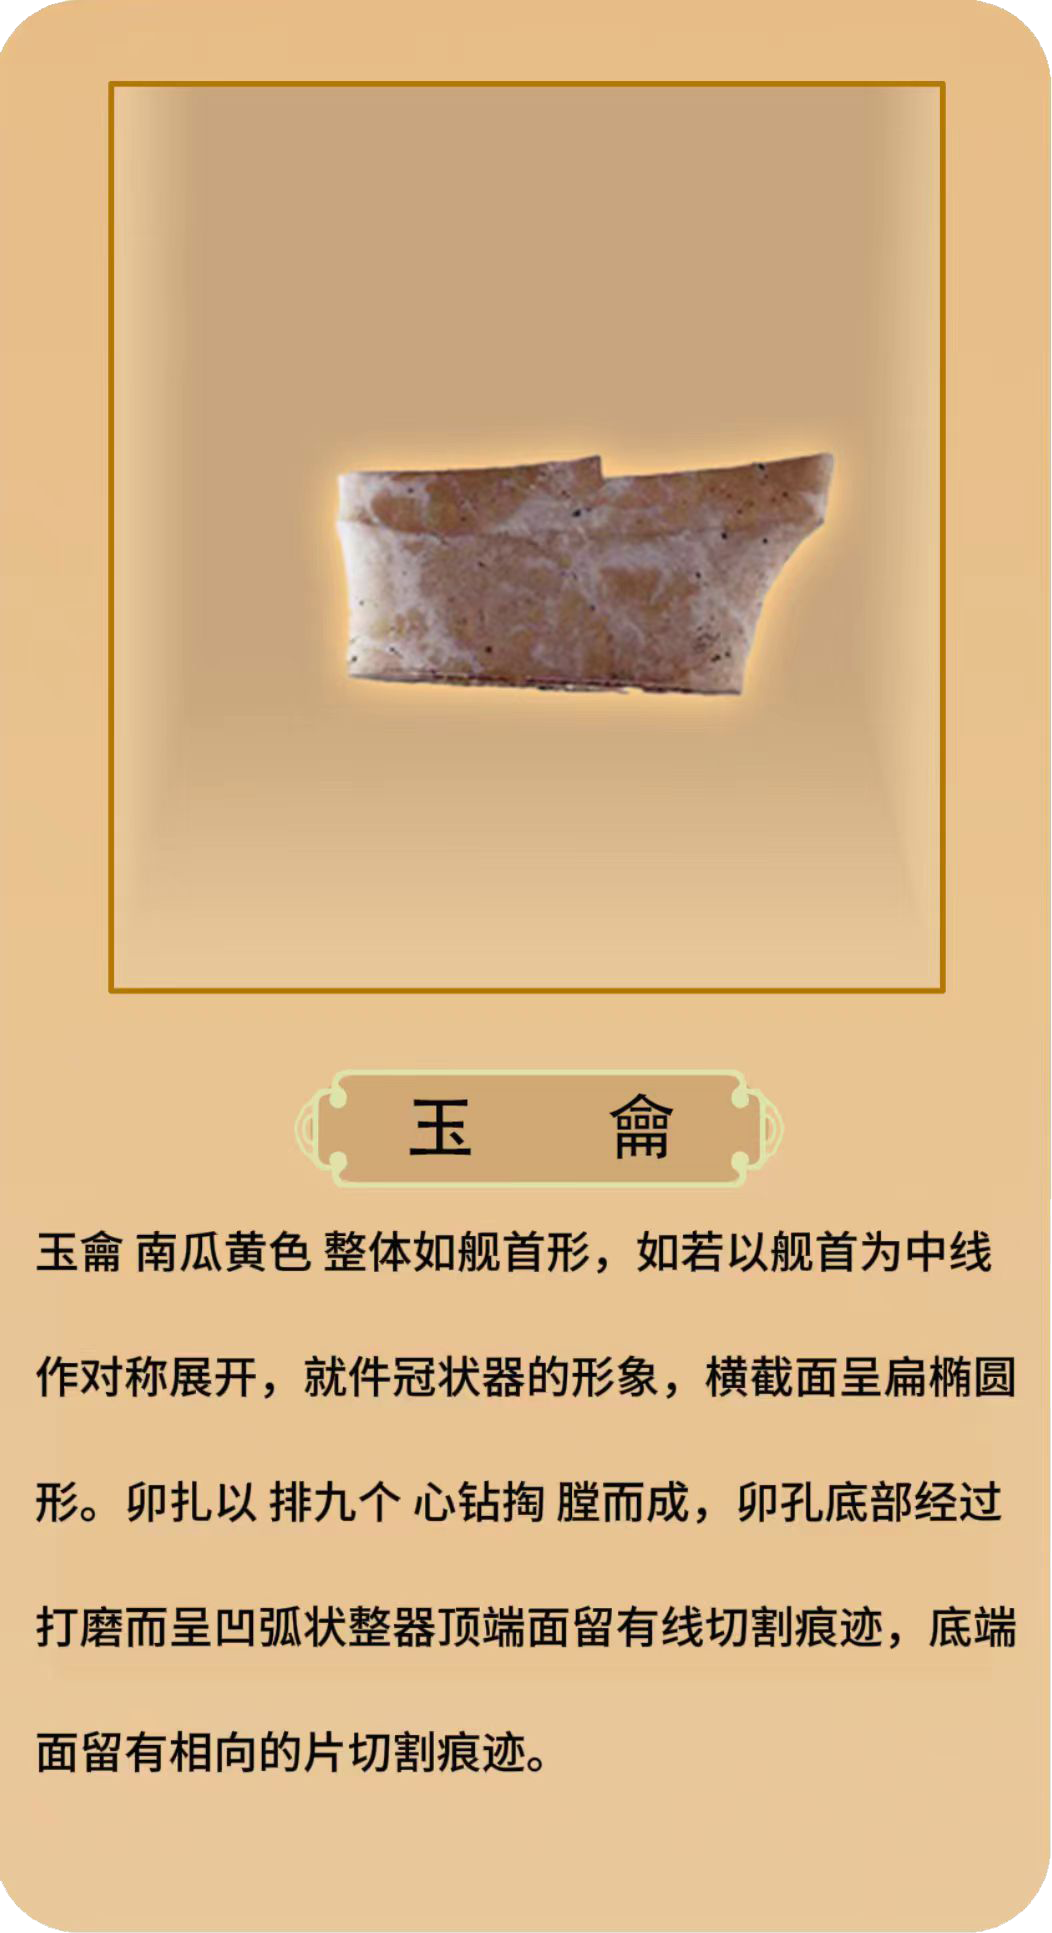 玉 龠
玉龠 南瓜黄色 整体如舰首形，如若以舰首为中线
作对称展开，就件冠状器的形象，横截面呈扁椭圆
形。卯扎以 排九个 心钻掏 膛而成，卯孔底部经过
打磨而呈凹弧状整器顶端面留有线切割痕迹，底端
面留有相向的片切割痕迹。